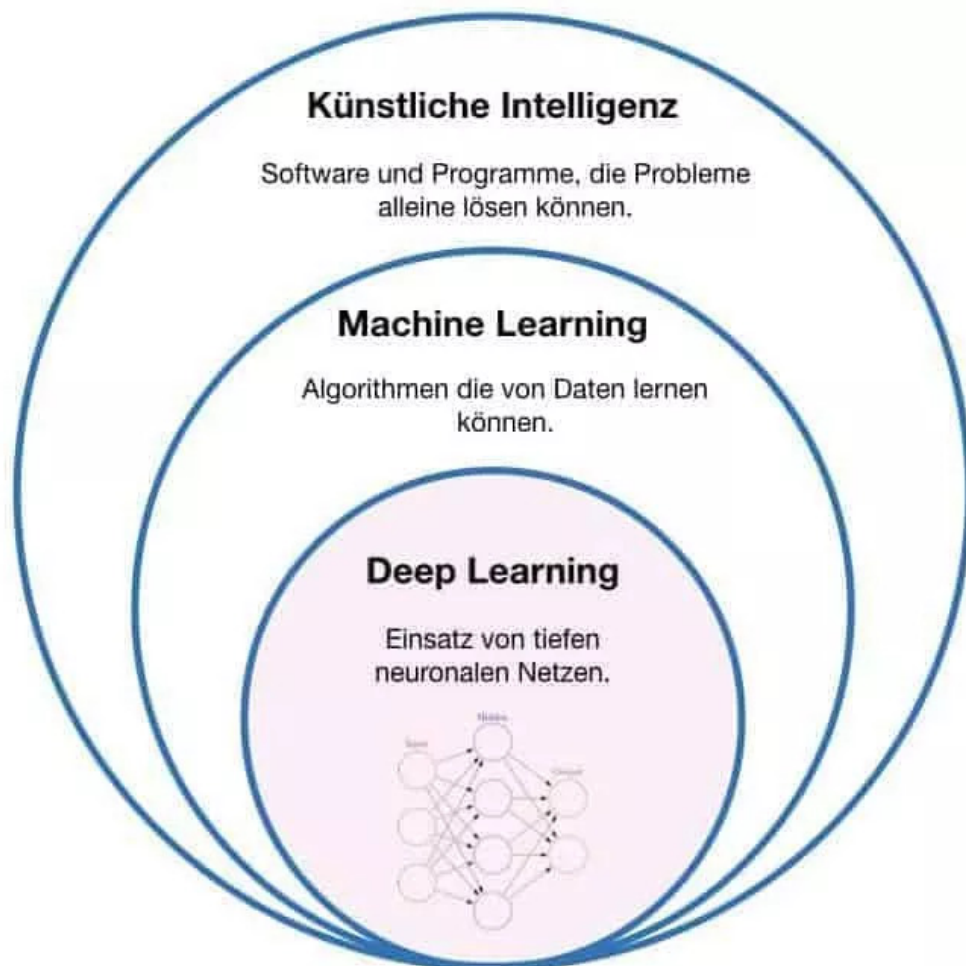 Künstliche Intelligenz
Software und Programme, die Probleme
alleine lösen können.
Machine Learning
Algorithmen die von Daten lernen
können.
Deep Learning
Einsatz von tiefen
neuronalen Netzen.